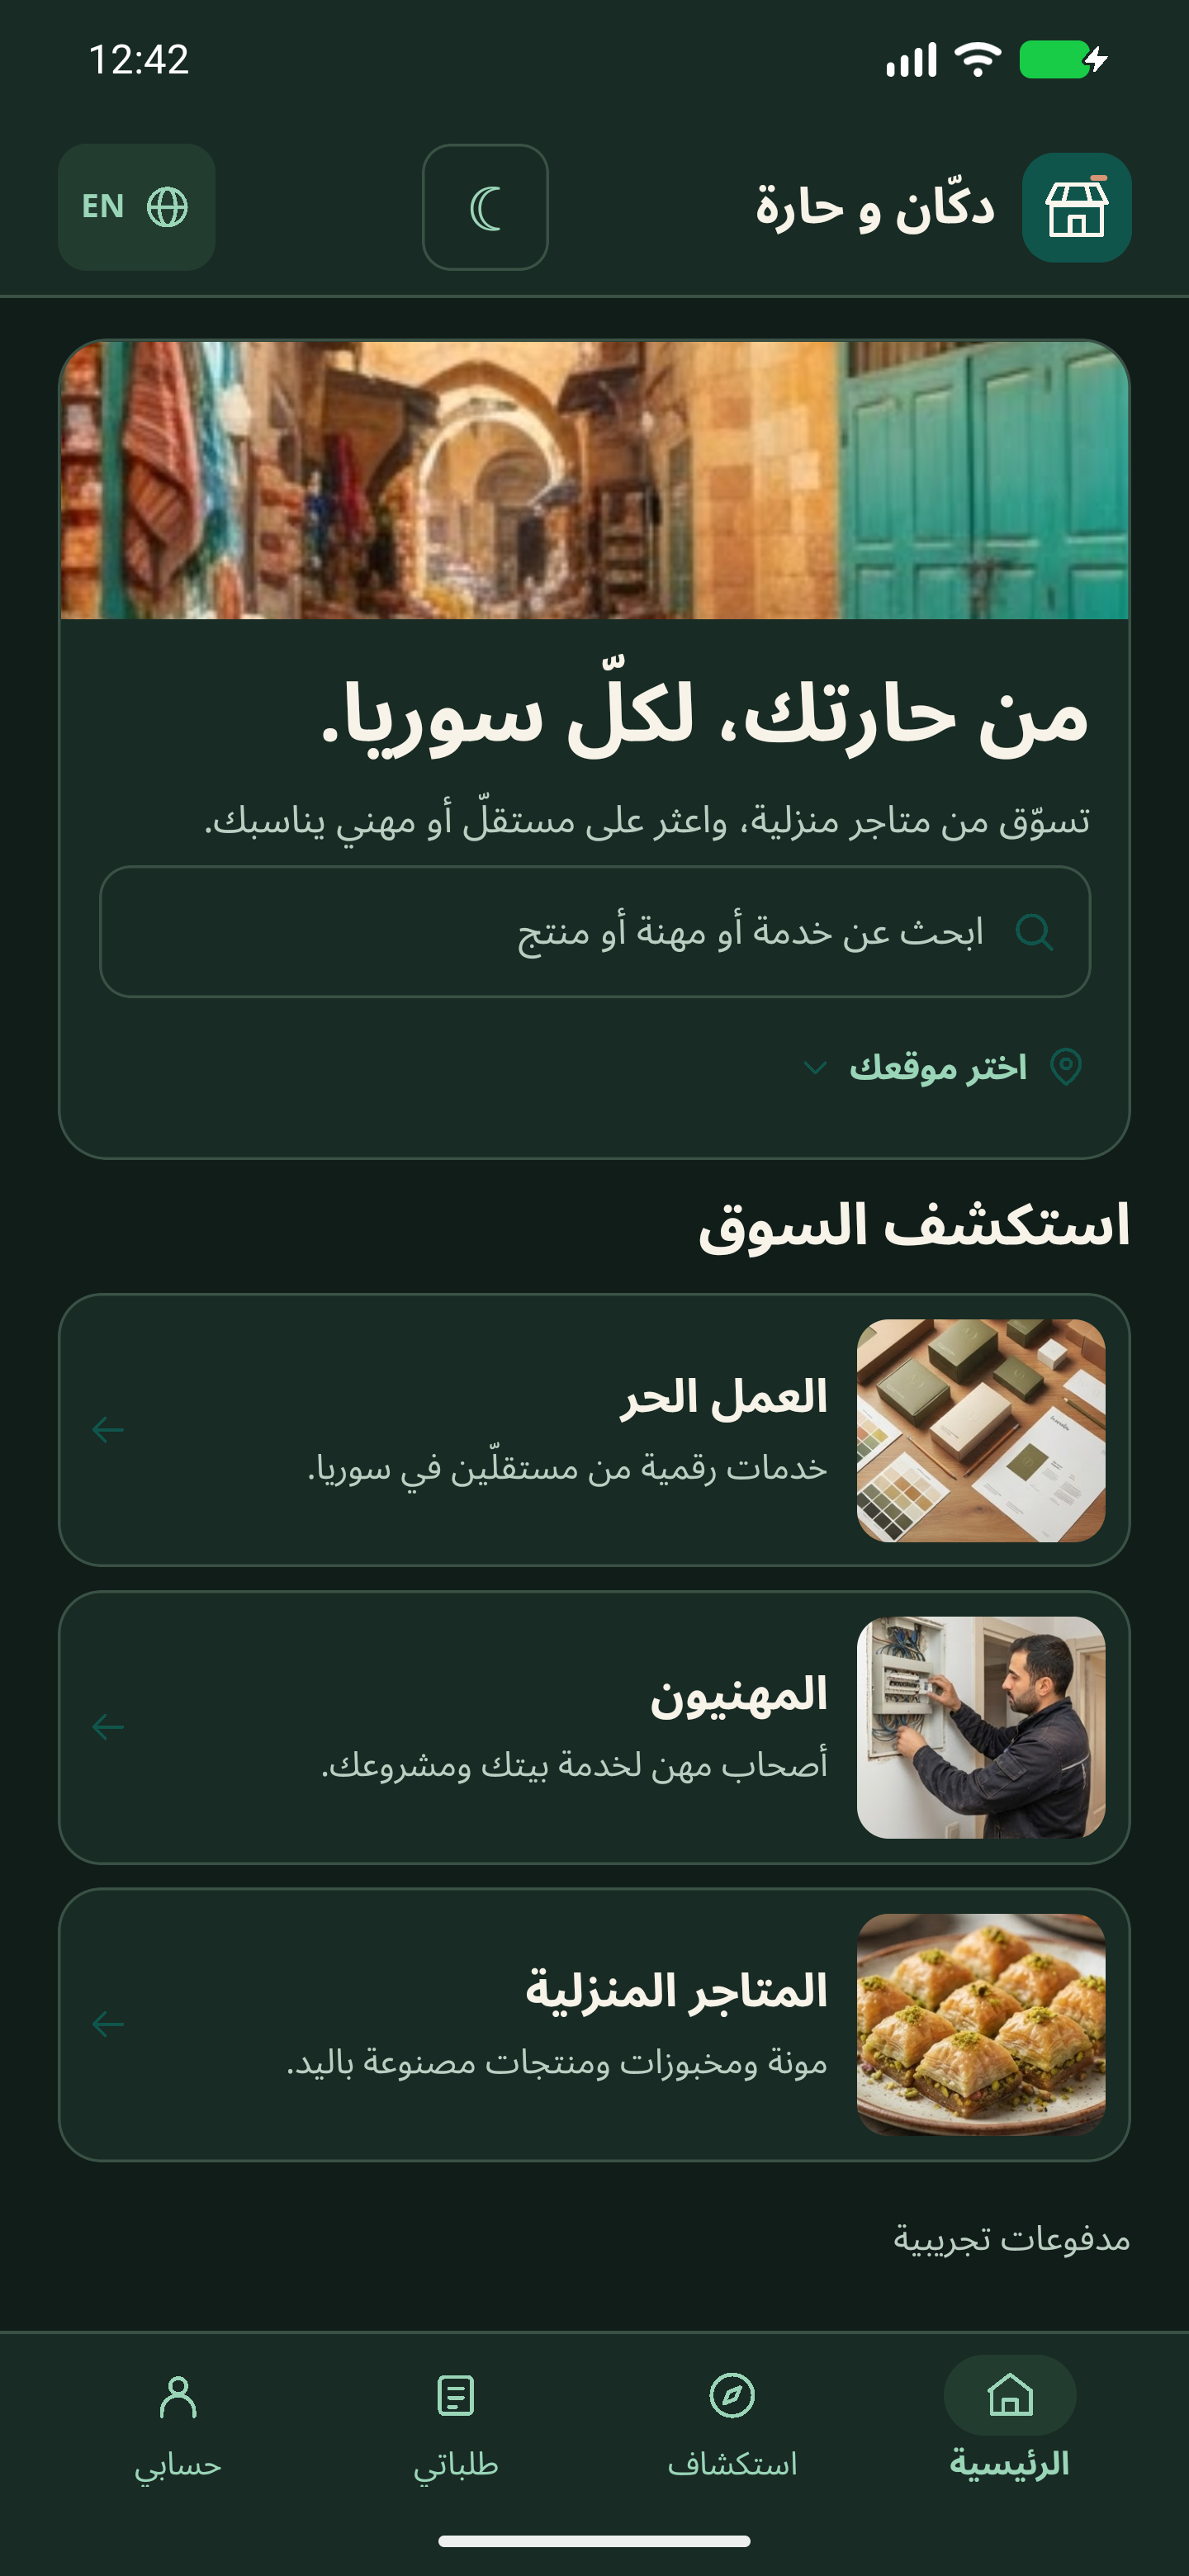 12:42
دكّان و حارة
EN
من حارتك، لكلّ سوريا.
تسوّق من متاجر منزلية، واعثر على مستقلّ أو مهني يناسبك.
ابحث عن خدمة أو مهنة أو منتج
اختر موقعك
استكشف السوق
العمل الحر
خدمات رقمية من مستقلّين في سوريا.
المهنيون
أصحاب مهن لخدمة بيتك ومشروعك.
المتاجر المنزلية
مونة ومخبوزات ومنتجات مصنوعة باليد.
مدفوعات تجريبية
الرئيسية
استكشاف
طلباتي
حسابي